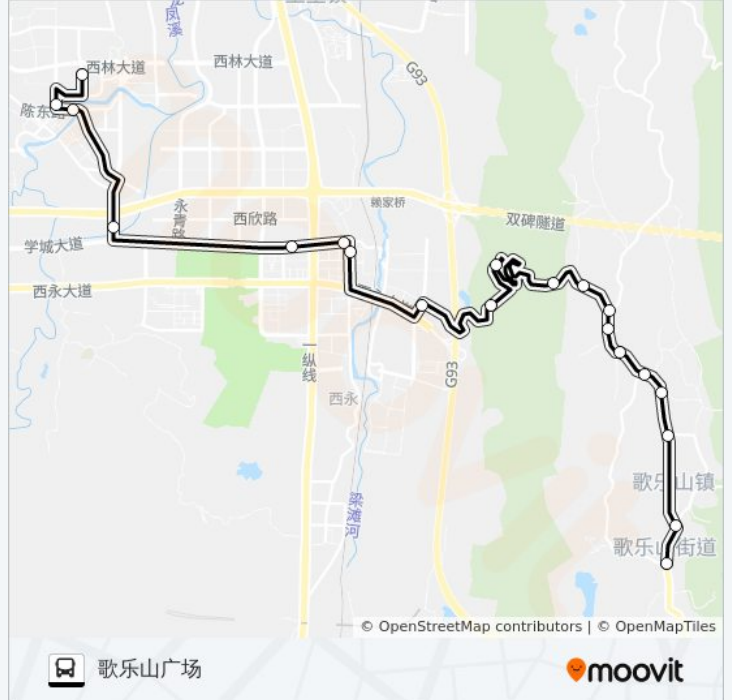 龙凤溪
G93
西林大道
西林大道
陈东路
永青路
赖家桥
西欣路
双碑隧道
学城大道
西永大道
一纵线
G93
西永
梁滩河
歌乐山镇
歌乐山街道
© OpenStreetMap contributors | © OpenMapTiles
歌乐山广场
moovit